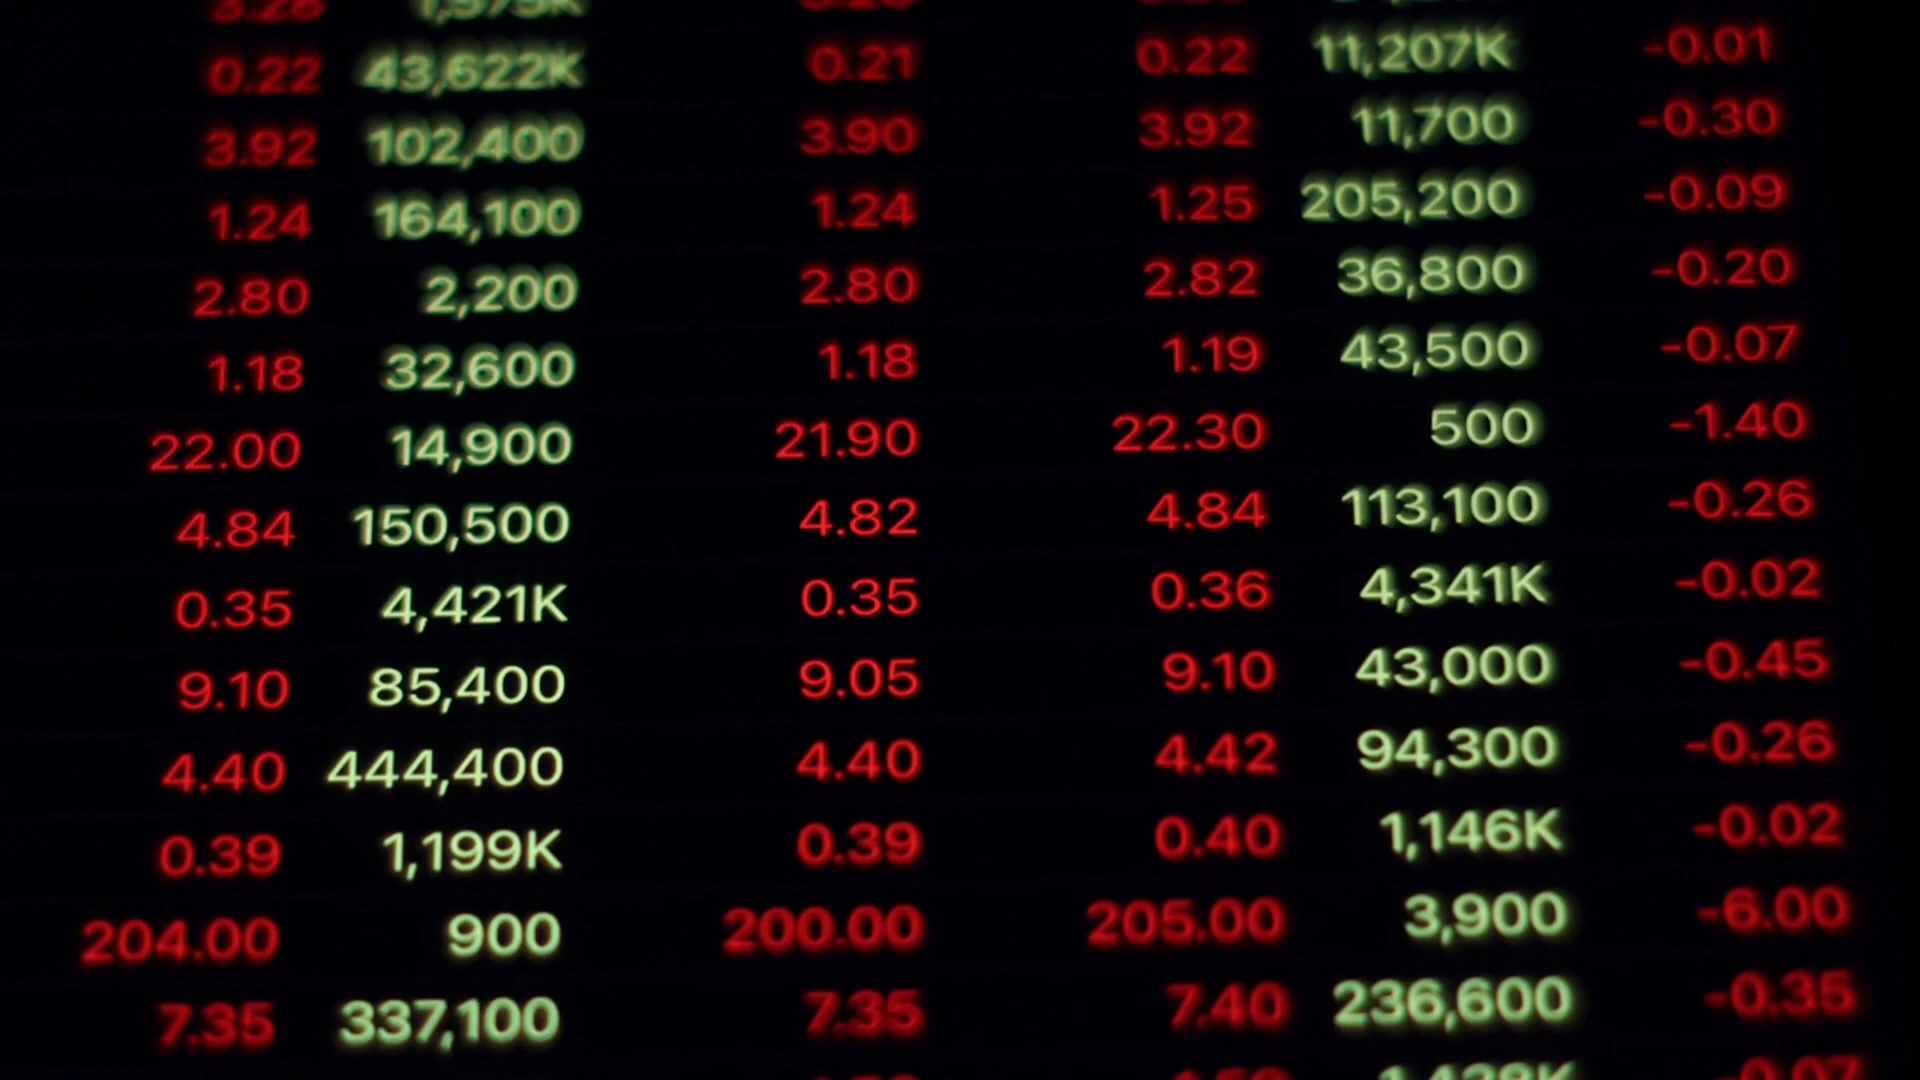 3.28 1,575K
0.22 43,622K 0.21 0.22 11,207K -0.01
3.92 102,400 3.90 3.92 11,700 -0.30
1.24 164,100 1.24 1.25 205,200 -0.09
2.80 2,200 2.80 2.82 36,800 -0.20
1.18 32,600 1.18 1.19 43,500 -0.07
22.00 14,900 21.90 22.30 500 -1.40
4.84 150,500 4.82 4.84 113,100 -0.26
0.35 4,421K 0.35 0.36 4,341K -0.02
9.10 85,400 9.05 9.10 43,000 -0.45
4.40 444,400 4.40 4.42 94,300 -0.26
0.39 1,199K 0.39 0.40 1,146K -0.02
204.00 900 200.00 205.00 3,900 -6.00
7.35 337,100 7.35 7.40 236,600 -0.35
-0.07